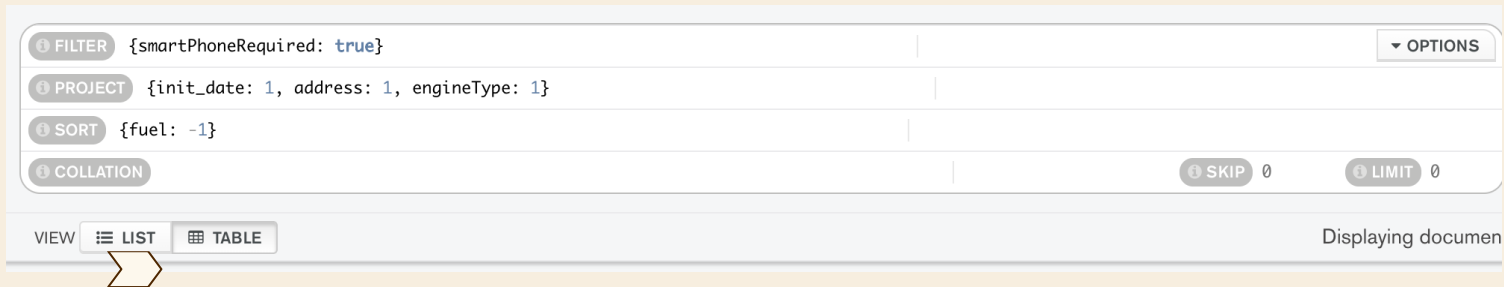 FILTER {smartPhoneRequired: true} OPTIONS
PROJECT {init_date: 1, address: 1, engineType: 1}
SORT {fuel: -1}
COLLATION SKIP 0 LIMIT 0
VIEW LIST TABLE Displaying documen